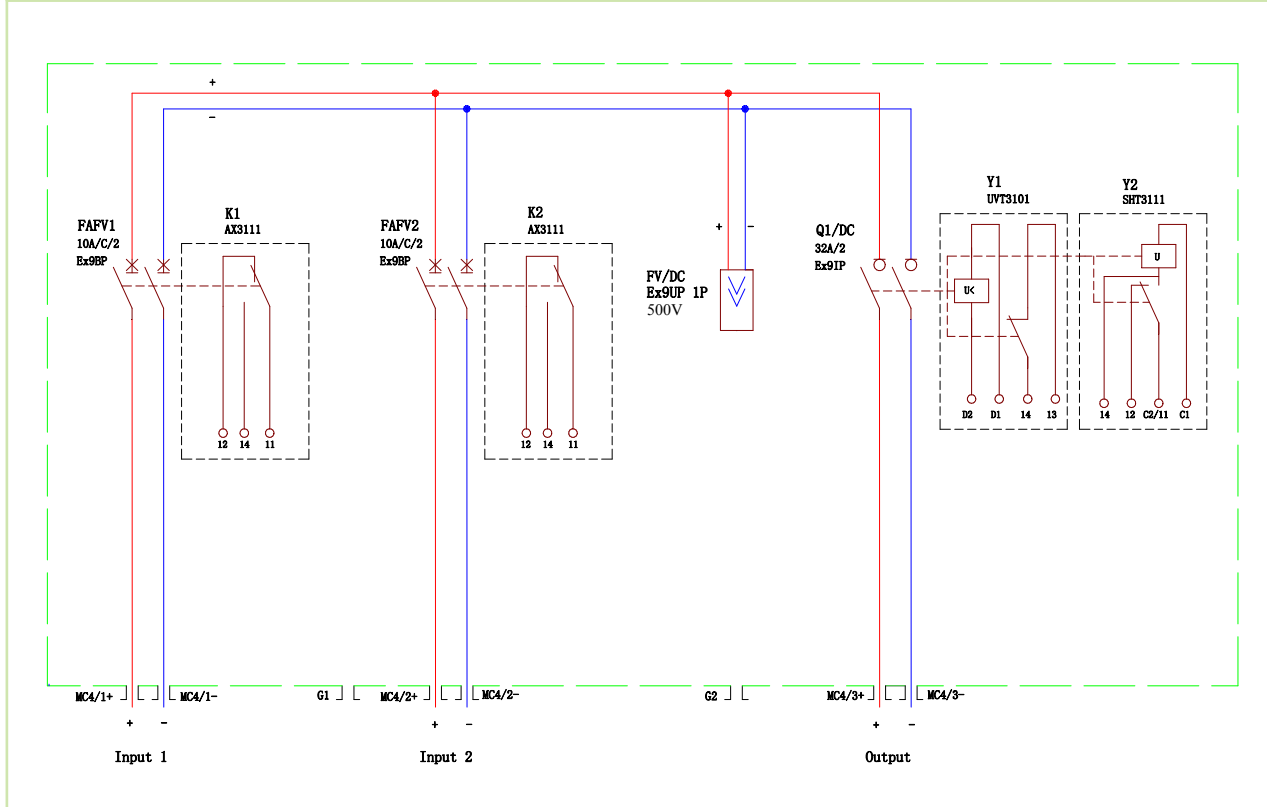 +
-
FAFV1
10A/C/2
Ex9BP
K1
AX3111
12
14
11
FAFV2
10A/C/2
Ex9BP
K2
AX3111
12
14
11
+
-
FV/DC
Ex9UP 1P
500V
Q1/DC
32A/2
Ex9IP
Y1
UVT3101
U<
D2
D1
14
13
Y2
SHT3111
U
14
12
C2/11
C1
MC4/1+
MC4/1-
G1
MC4/2+
MC4/2-
G2
MC4/3+
MC4/3-
+
-
+
-
+
-
Input 1
Input 2
Output